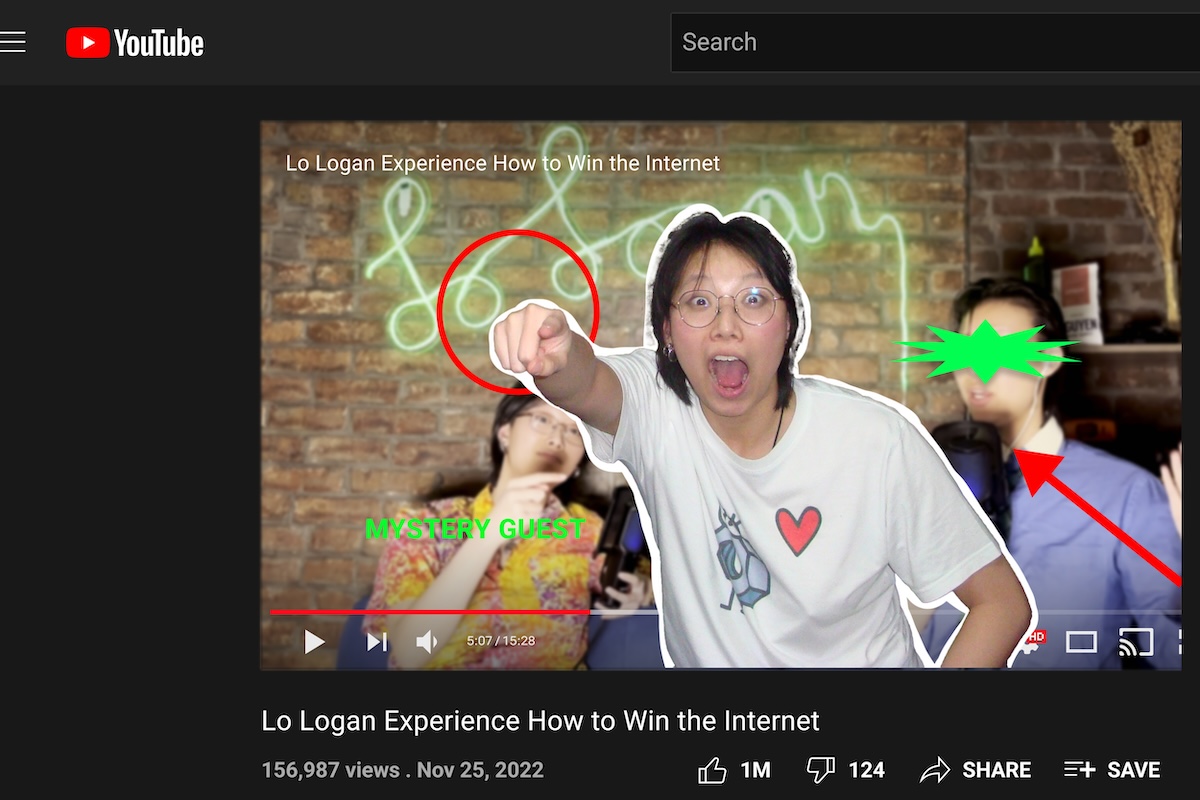 YouTube
Search
Lo Logan Experience How to Win the Internet
Lo Logan
MYSTERY GUEST
5:07 / 15:28
HD
Lo Logan Experience How to Win the Internet
156,987 views . Nov 25, 2022
1M
124
SHARE
SAVE